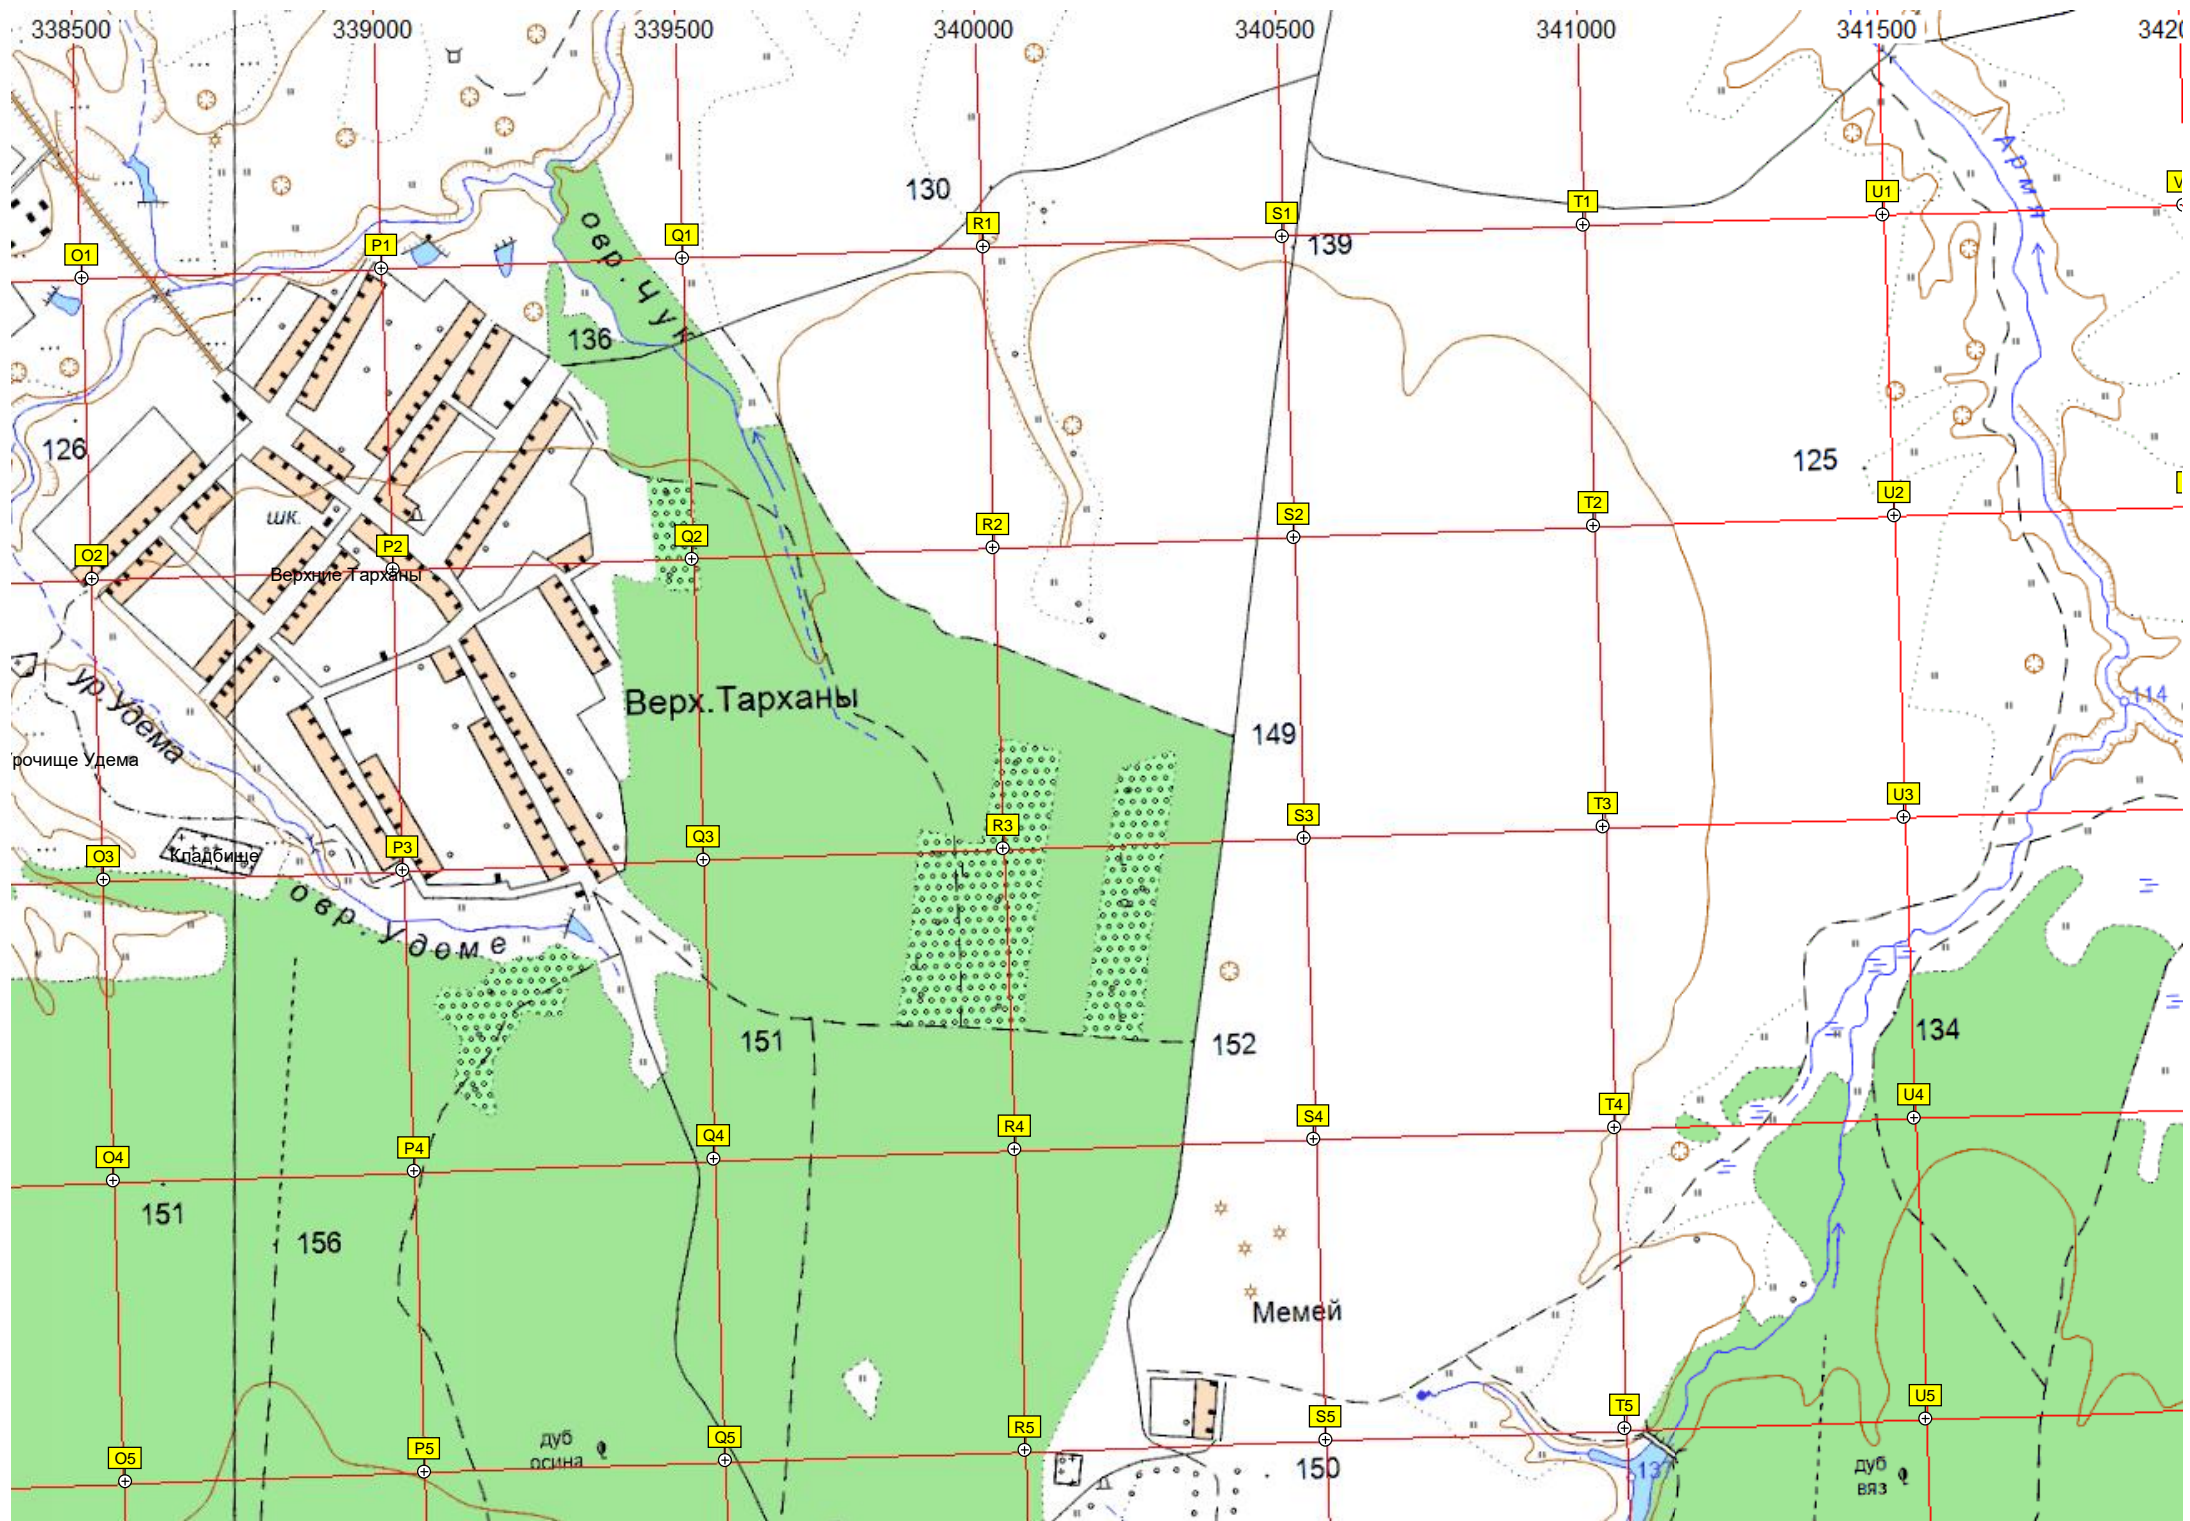 338500 339000 339500 340000 340500 341000 341500 3420
Армя
130
O1 P1 Q1 R1 S1 T1 U1 V
139
овр. Чук
136
126
125
шк.
O2 P2 Q2 R2 S2 T2 U2
Верхние Тарханы
ур. Удема
Верх.Тарханы
114
149
рочище Удема
O3 P3 Q3 R3 S3 T3 U3
Кладбище
овр. Удеме
151
152
134
O4 P4 Q4 R4 S4 T4 U4
151
156
Мемей
O5 P5 Q5 R5 S5 T5 U5
дуб
осина
150
13
дуб
вяз